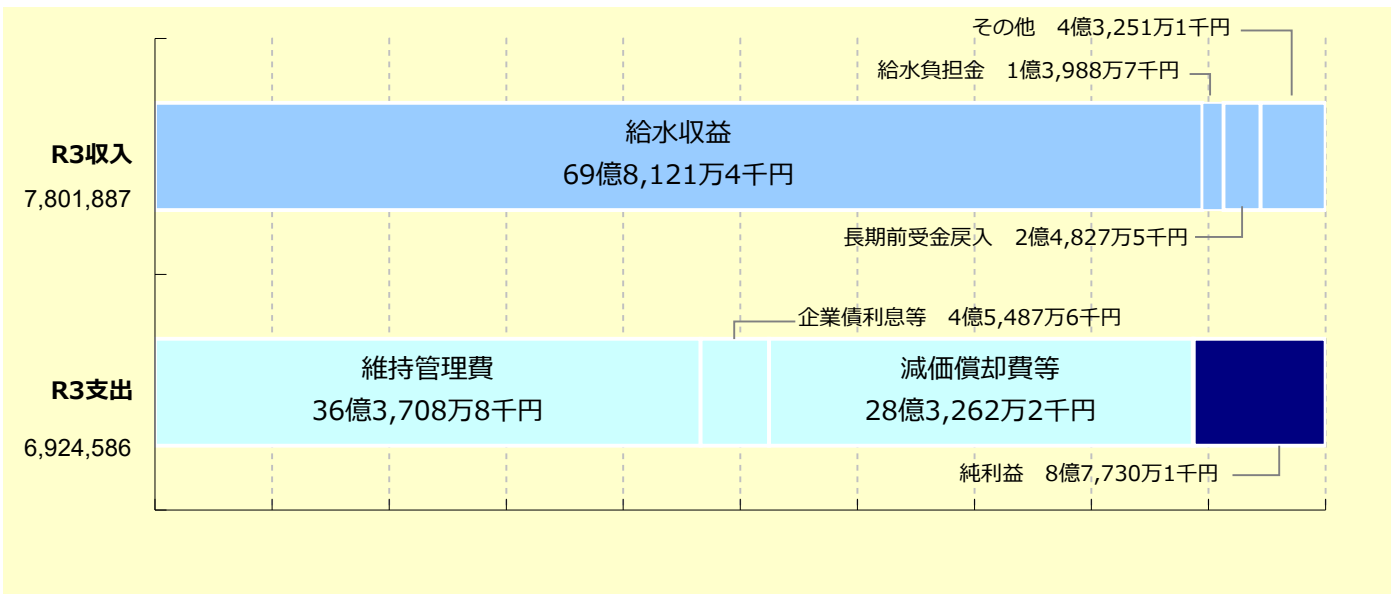 その他　4億3,251万1千円
給水負担金　1億3,988万7千円
R3収入
7,801,887
給水収益
69億8,121万4千円
長期前受金戻入　2億4,827万5千円
企業債利息等　4億5,487万6千円
R3支出
6,924,586
維持管理費
36億3,708万8千円
減価償却費等
28億3,262万2千円
純利益　8億7,730万1千円